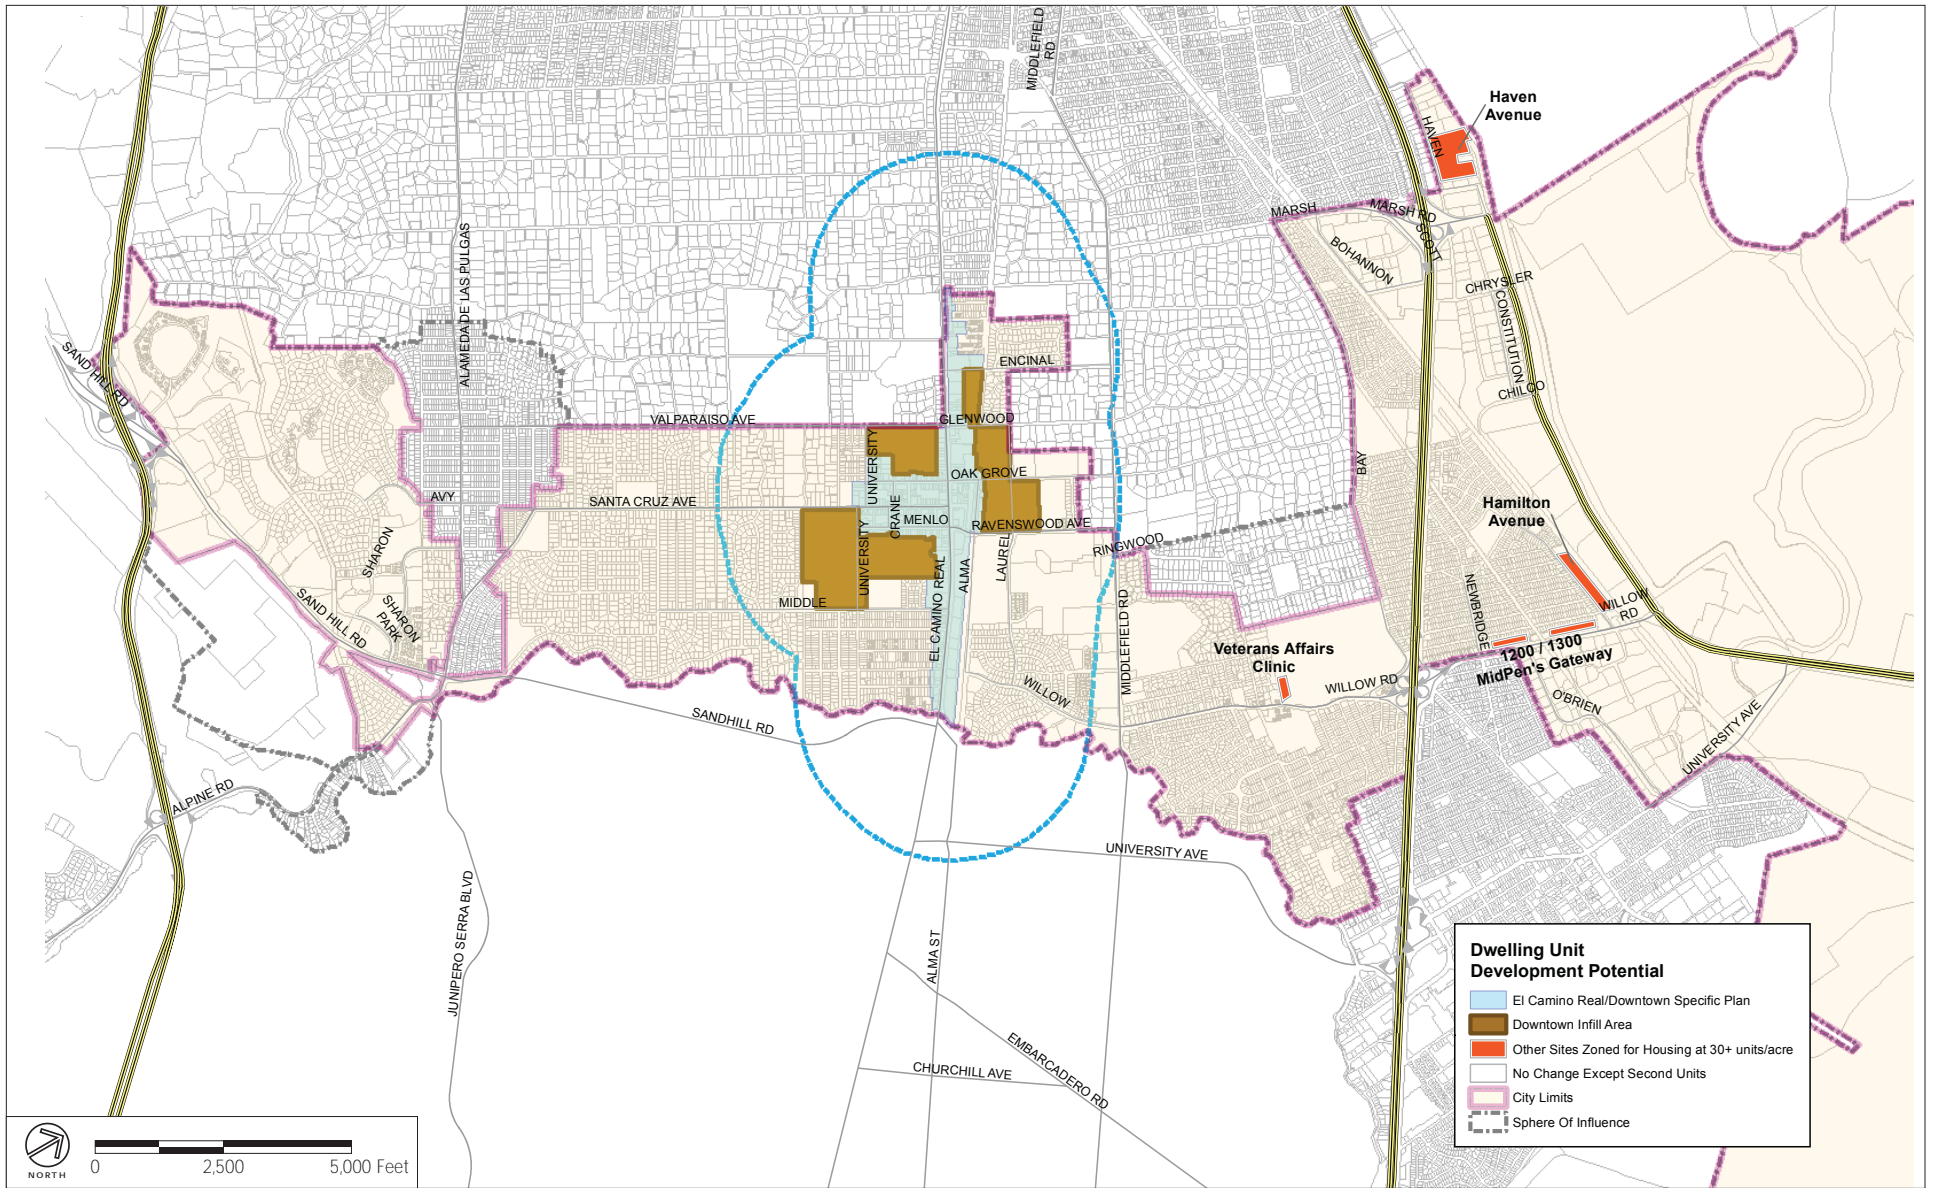 MIDDLEFIELD
RD
Haven
Avenue
HAVEN
MARSH
MARSH RD
SCOTT
BOHANNON
CHRYSLER
CONSTITUTION
CHILCO
ALAMEDA DE LAS PULGAS
SAND HILL RD
ENCINAL
VALPARAISO AVE
GLENWOOD
UNIVERSITY
OAK GROVE
BAY
AVY
SANTA CRUZ AVE
CRANE
MENLO
RAVENSWOOD AVE
Hamilton
Avenue
SHARON
UNIVERSITY
LAUREL
RINGWOOD
EL CAMINO REAL
ALMA
MIDDLE
NEWBRIDGE
WILLOW
RD
SHARON
PARK
SAND HILL RD
MIDDLEFIELD RD
Veterans Affairs
Clinic
1200 / 1300
MidPen's Gateway
WILLOW
WILLOW RD
O'BRIEN
SANDHILL RD
UNIVERSITY AVE
ALPINE RD
UNIVERSITY AVE
JUNIPERO SERRA BLVD
ALMA ST
EMBARCADERO RD
CHURCHILL AVE
Dwelling Unit
Development Potential
El Camino Real/Downtown Specific Plan
Downtown Infill Area
Other Sites Zoned for Housing at 30+ units/acre
No Change Except Second Units
City Limits
Sphere Of Influence
NORTH
0 2,500 5,000 Feet